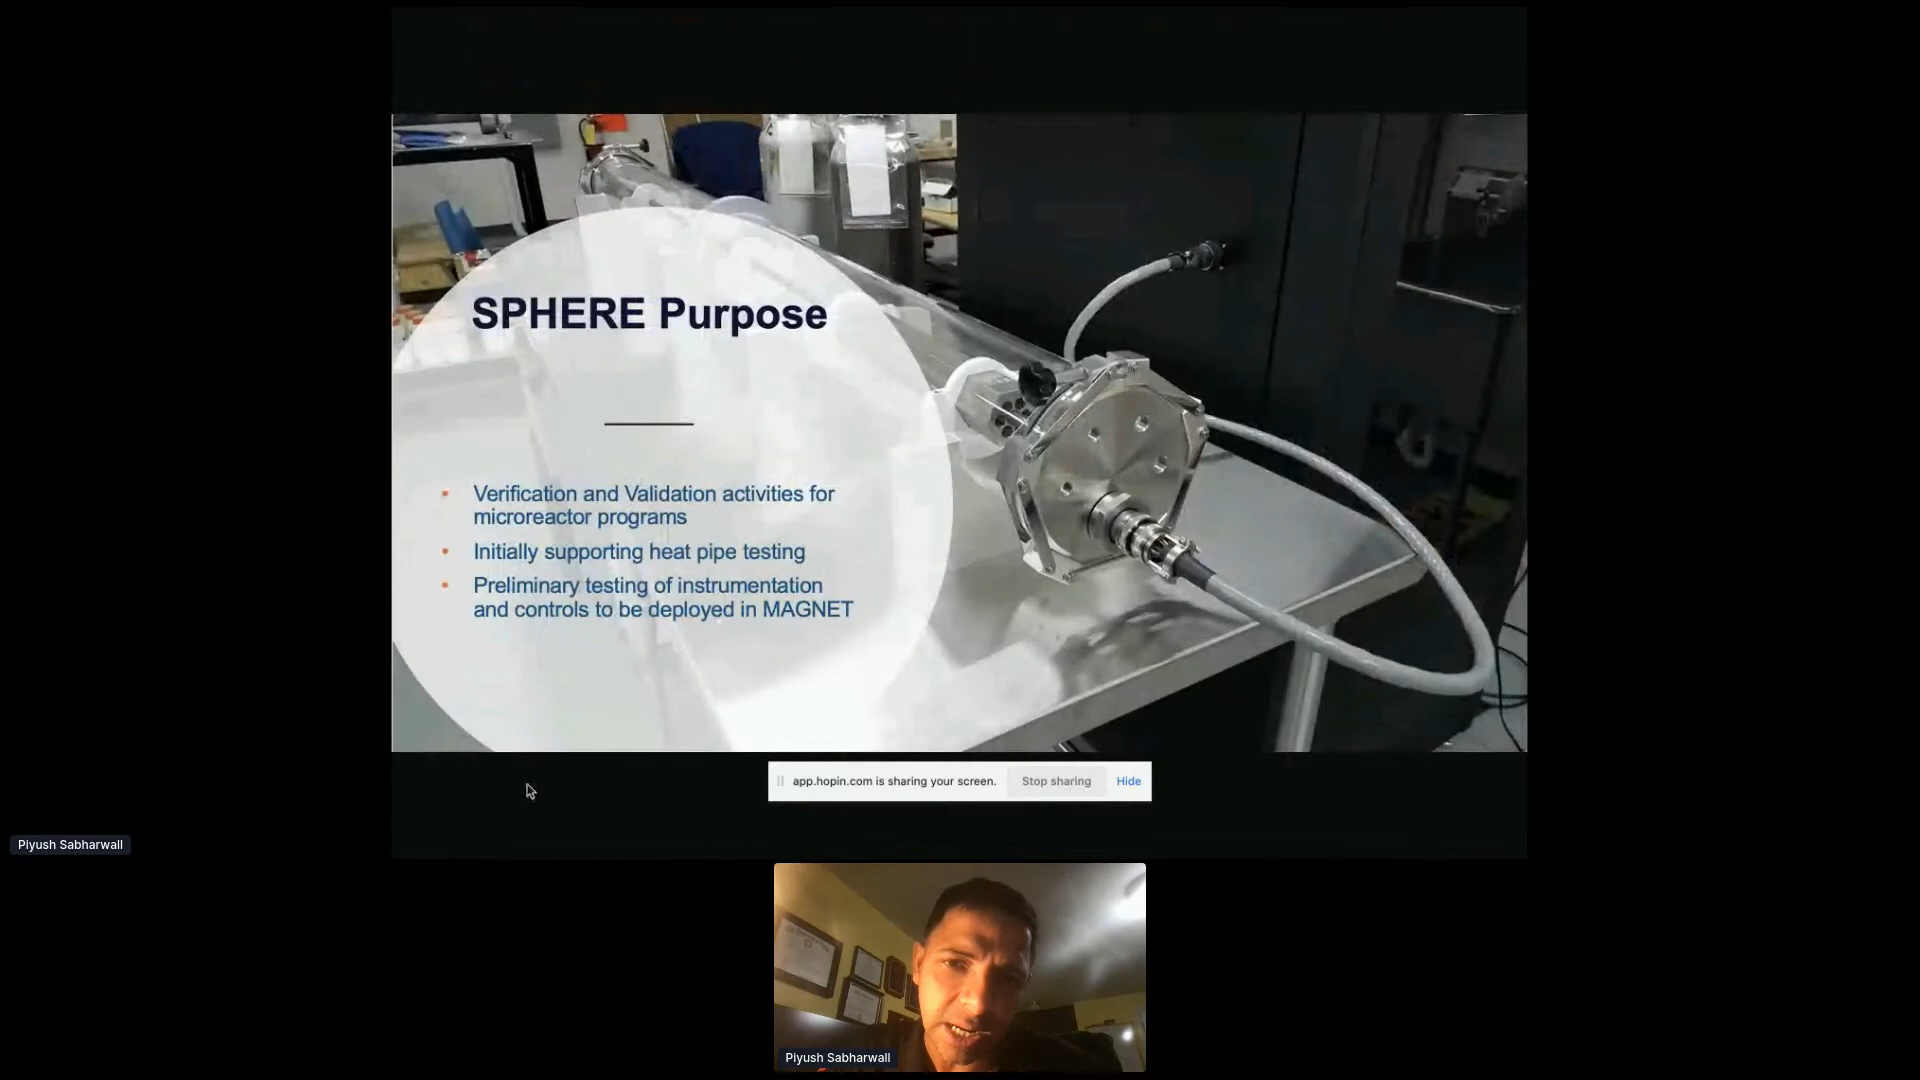 SPHERE Purpose
• Verification and Validation activities for
microreactor programs
• Initially supporting heat pipe testing
• Preliminary testing of instrumentation
and controls to be deployed in MAGNET
app.hopin.com is sharing your screen. Stop sharing Hide
Piyush Sabharwall
Piyush Sabharwall